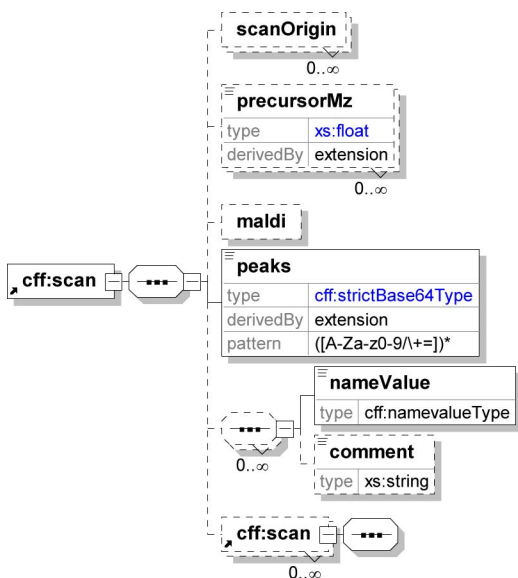 scanOrigin
0..∞
precursorMz
type xs:float
derivedBy extension
0..∞
maldi
cff:scan
peaks
type cff:strictBase64Type
derivedBy extension
pattern ([A-Za-z0-9/\+=])*
nameValue
type cff:namevalueType
0..∞
comment
type xs:string
cff:scan
0..∞